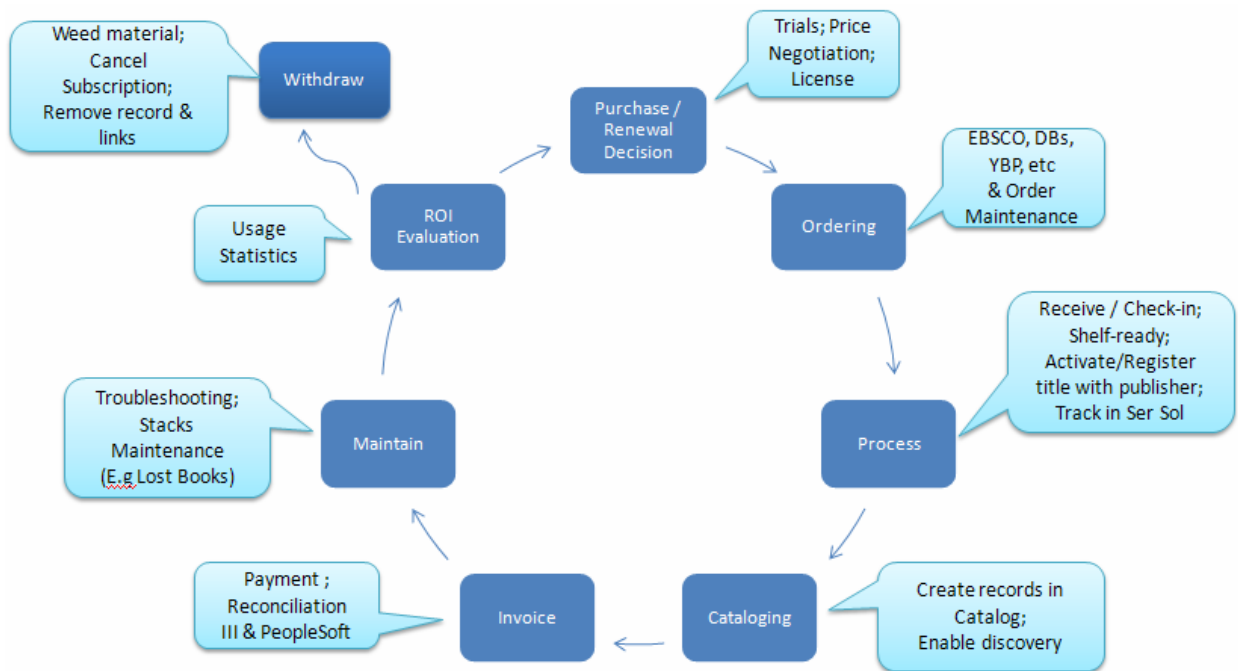 Weed material;
Cancel
Subscription;
Remove record &
links
Withdraw
Trials; Price
Negotiation;
License
Purchase /
Renewal
Decision
EBSCO, DBs,
YBP, etc
& Order
Maintenance
Ordering
ROI
Evaluation
Usage
Statistics
Receive / Check-in;
Shelf-ready;
Activate/Register
title with publisher;
Track in Ser Sol
Process
Troubleshooting;
Stacks
Maintenance
(E.g Lost Books)
Maintain
Payment ;
Reconciliation
III & PeopleSoft
Invoice
Cataloging
Create records in
Catalog;
Enable discovery